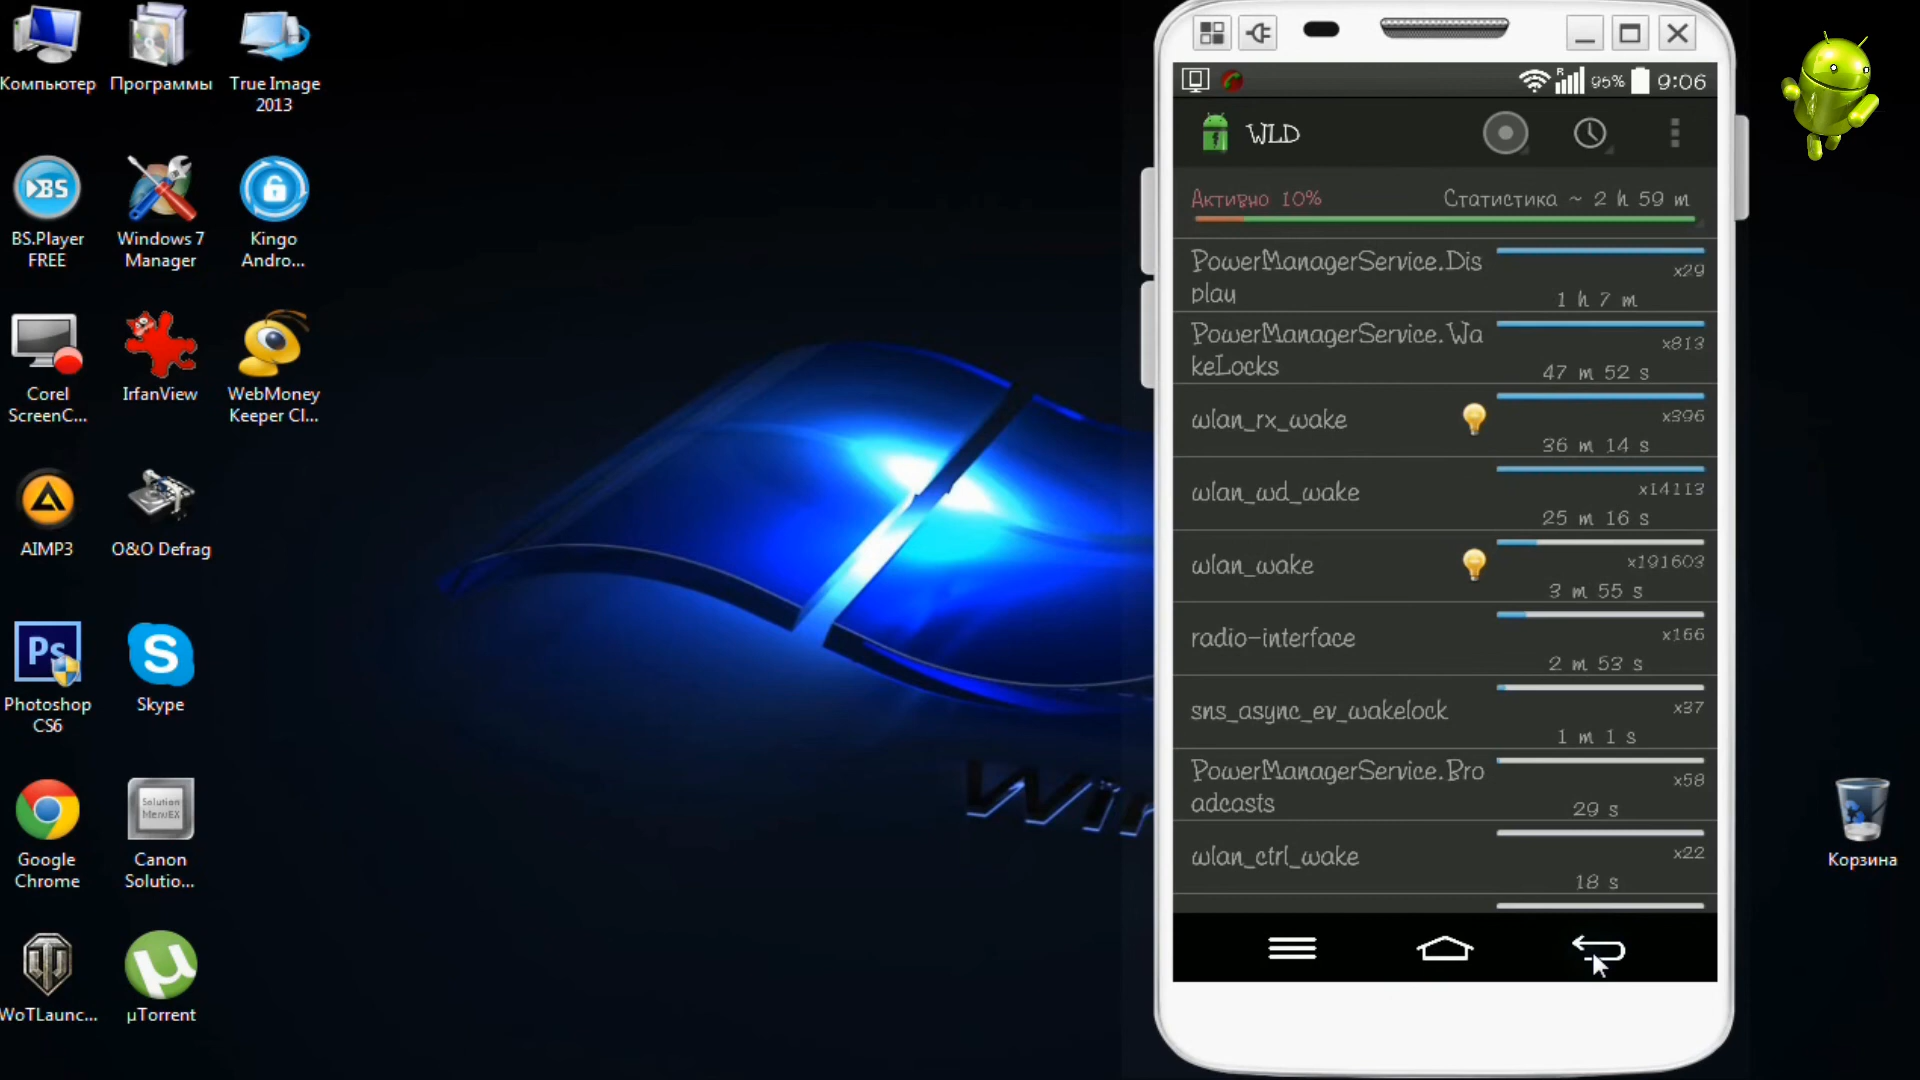 Компьютер
Программы
True Image
2013
BS.Player
FREE
Windows 7
Manager
Kingo
Andro...
Corel
ScreenC...
IrfanView
WebMoney
Keeper Cl...
AIMP3
O&O Defrag
Photoshop
CS6
Skype
Google
Chrome
Solution
MenuEX
Canon
Solutio...
WoTLaunc...
µTorrent
Корзина
Win
95%
9:06
WLD
Активно 10%
Статистика ~ 2 h 59 m
PowerManagerService.Dis
play
x29
1 h 7 m
PowerManagerService.Wa
keLocks
x813
47 m 52 s
wlan_rx_wake
x396
36 m 14 s
wlan_wd_wake
x14113
25 m 16 s
wlan_wake
x191603
3 m 55 s
radio-interface
x166
2 m 53 s
sns_async_ev_wakelock
x37
1 m 1 s
PowerManagerService.Bro
adcasts
x58
29 s
wlan_ctrl_wake
x22
18 s